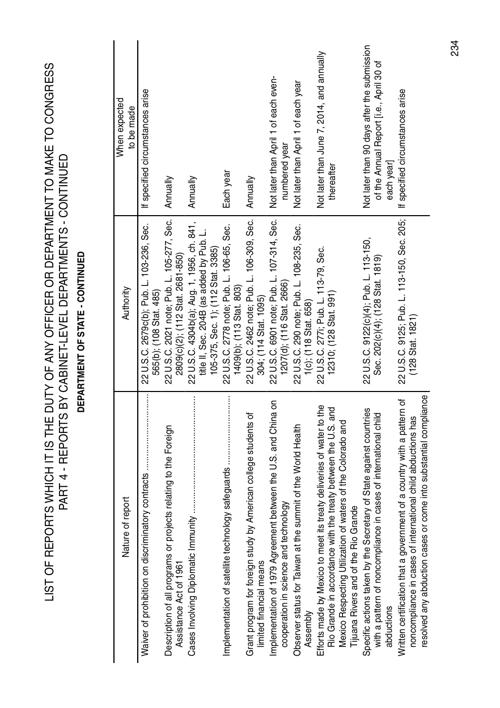 LIST OF REPORTS WHICH IT IS THE DUTY OF ANY OFFICER OR DEPARTMENT TO MAKE TO CONGRESS
PART 4 - REPORTS BY CABINET-LEVEL DEPARTMENTS - CONTINUED
DEPARTMENT OF STATE - CONTINUED
Nature of report
Authority
When expected
to be made
Waiver of prohibition on discriminatory contracts
22 U.S.C. 2679c(b); Pub. L. 103-236, Sec.
565(b); (108 Stat. 485)
If specified circumstances arise
Description of all programs or projects relating to the Foreign
Assistance Act of 1961
22 U.S.C. 2021 note; Pub. L. 105-277, Sec.
2809(c)(2); (112 Stat. 2681-850)
Annually
Cases Involving Diplomatic Immunity
22 U.S.C. 4304b(a); Aug. 1, 1956, ch. 841,
title II, Sec. 204B (as added by Pub. L.
105-375, Sec. 1); (112 Stat. 3385)
Annually
Implementation of satellite technology safeguards
22 U.S.C. 2778 note; Pub. L. 106-65, Sec.
1409(b); (113 Stat. 803)
Each year
Grant program for foreign study by American college students of
limited financial means
22 U.S.C. 2462 note; Pub. L. 106-309, Sec.
304; (114 Stat. 1095)
Annually
Implementation of 1979 Agreement between the U.S. and China on
cooperation in science and technology
22 U.S.C. 6901 note; Pub. L. 107-314, Sec.
1207(d); (116 Stat. 2666)
Not later than April 1 of each even-
numbered year
Observer status for Taiwan at the summit of the World Health
Assembly
22 U.S.C. 290 note; Pub. L. 108-235, Sec.
1(c); (118 Stat. 658)
Not later than April 1 of each year
Efforts made by Mexico to meet its treaty deliveries of water to the
Rio Grande in accordance with the treaty between the U.S. and
Mexico Respecting Utilization of waters of the Colorado and
Tijuana Rivers and of the Rio Grande
22 U.S.C. 277l; Pub. L. 113-79, Sec.
12310; (128 Stat 991)
Not later than June 7, 2014, and annually
thereafter
Specific actions taken by the Secretary of State against countries
with a pattern of noncompliance in cases of international child
abductions
22 U.S.C. 9122(c)(4); Pub. L. 113-150,
Sec. 202(c)(4); (128 Stat. 1819)
Not later than 90 days after the submission
of the Annual Report [i.e., April 30 of
each year]
Written certification that a government of a country with a pattern of
noncompliance in cases of international child abductions has
resolved any abduction cases or come into substantial compliance
22 U.S.C. 9125; Pub. L. 113-150, Sec. 205;
(128 Stat. 1821)
If specified circumstances arise
234